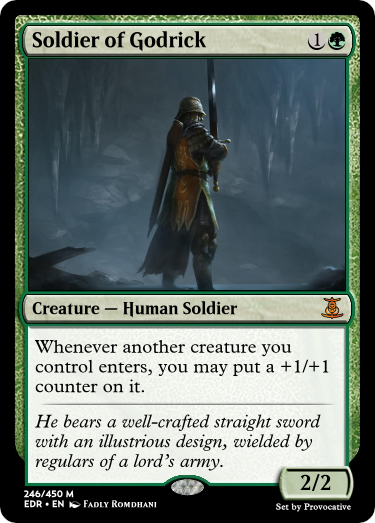 Soldier of Godrick 1
Creature — Human Soldier
Whenever another creature you
control enters, you may put a +1/+1
counter on it.
He bears a well-crafted straight sword
with an illustrious design, wielded by
regulars of a lord's army.
2/2
246/450 M
EDR • EN Fadly Romdhani
Set by Provocative